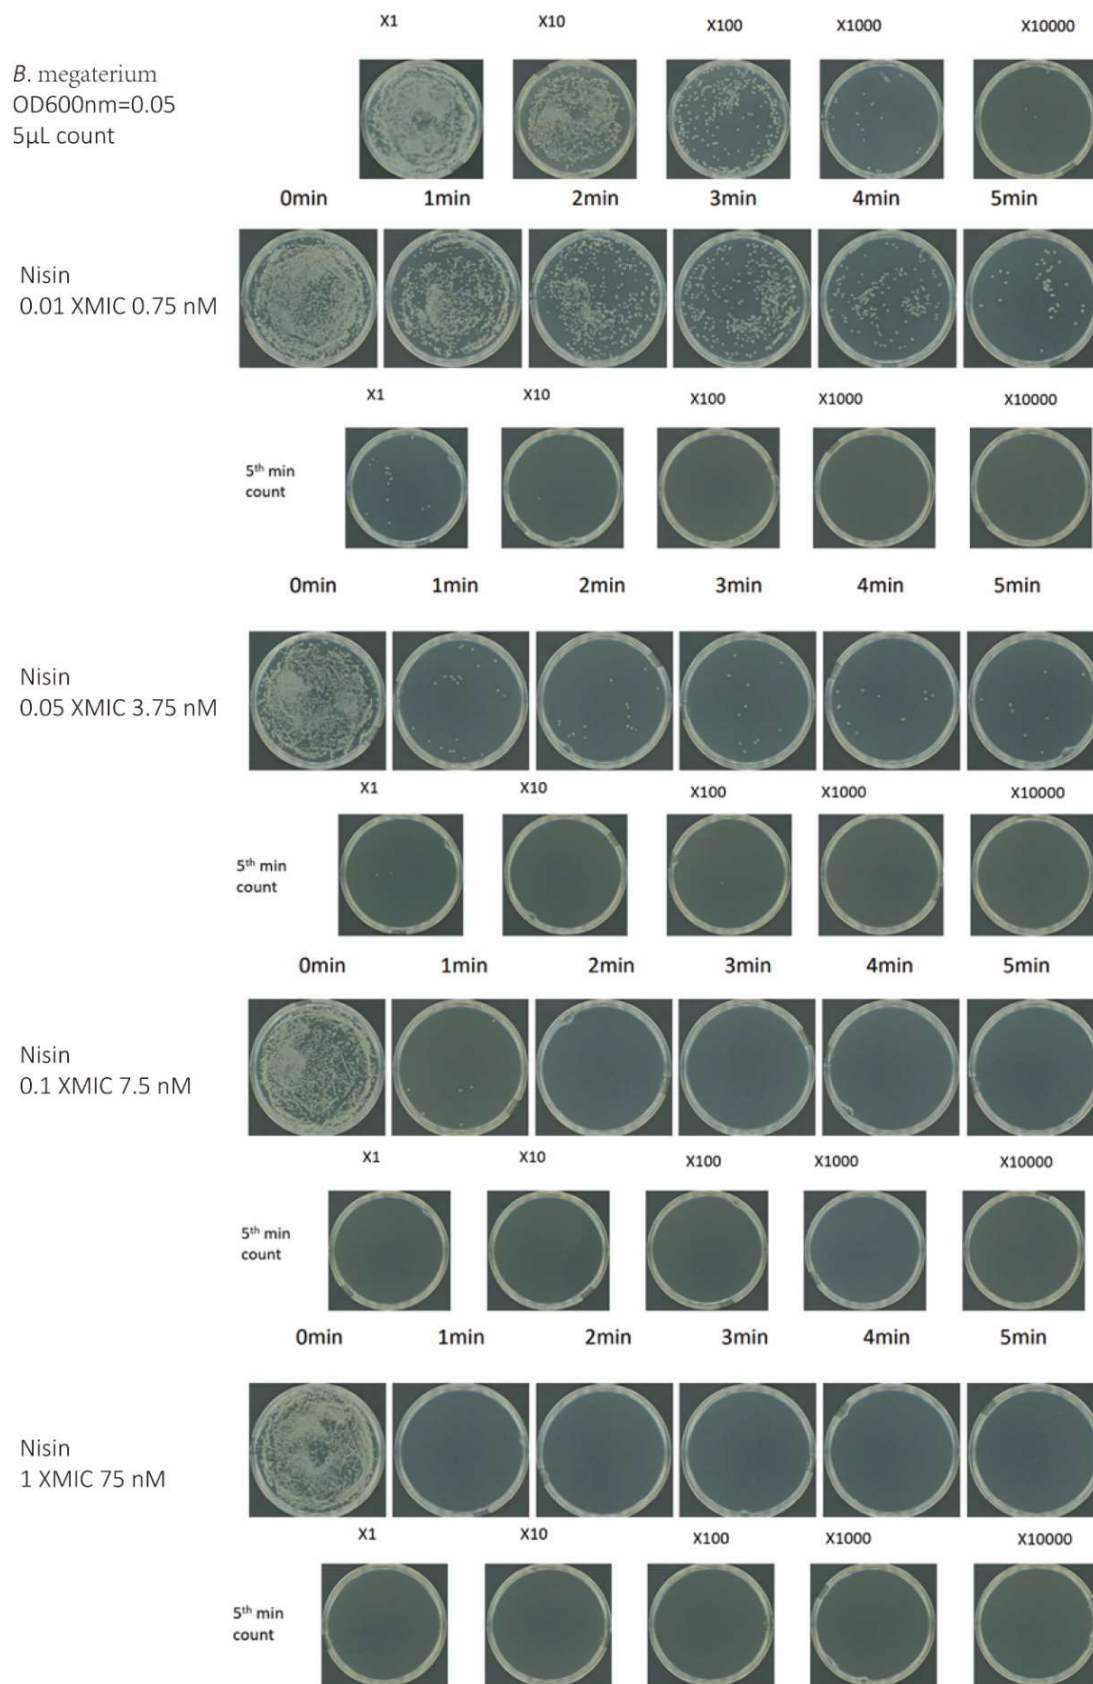 X1 X10 X100 X1000 X10000
B. megaterium
OD600nm=0.05
5µL count
0min 1min 2min 3min 4min 5min
Nisin
0.01 XMIC 0.75 nM
X1 X10 X100 X1000 X10000
5th min
count
0min 1min 2min 3min 4min 5min
Nisin
0.05 XMIC 3.75 nM
X1 X10 X100 X1000 X10000
5th min
count
0min 1min 2min 3min 4min 5min
Nisin
0.1 XMIC 7.5 nM
X1 X10 X100 X1000 X10000
5th min
count
0min 1min 2min 3min 4min 5min
Nisin
1 XMIC 75 nM
X1 X10 X100 X1000 X10000
5th min
count